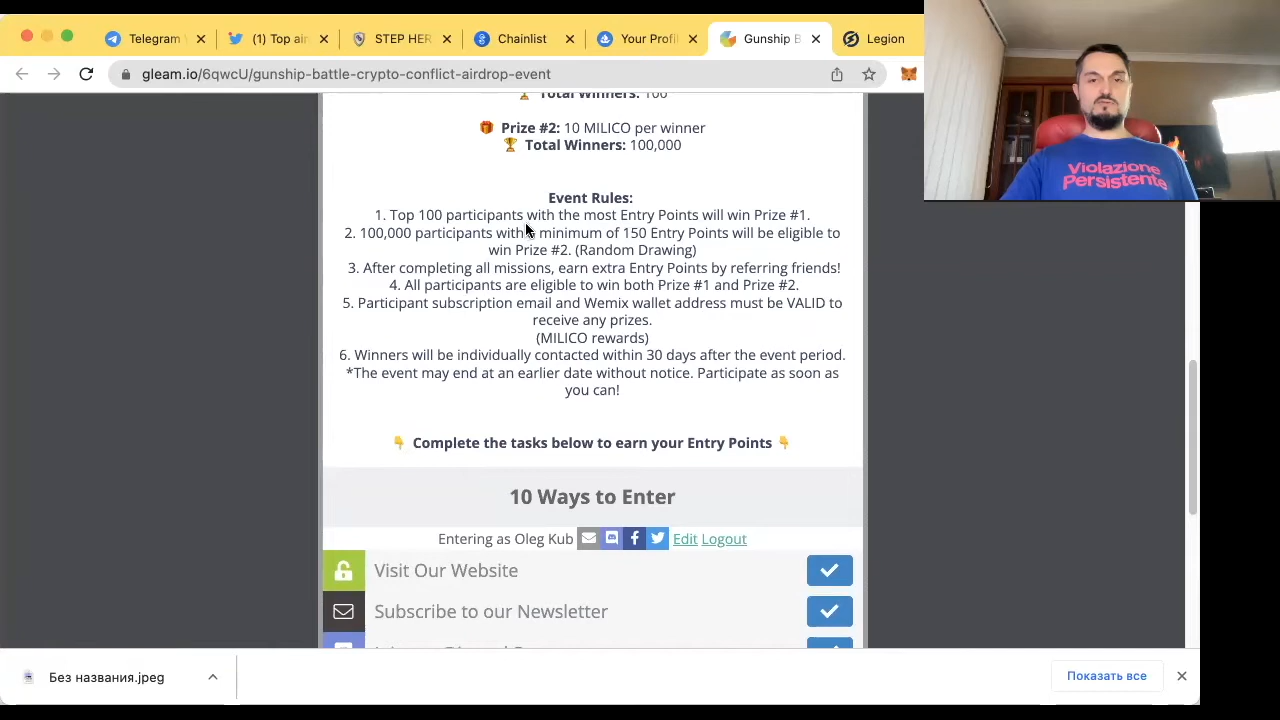 Telegram
(1) Top air
STEP HER
Chainlist
Your Profi
Gunship B
Legion
gleam.io/6qwcU/gunship-battle-crypto-conflict-airdrop-event
Total Winners: 100
Prize #2: 10 MILICO per winner
Total Winners: 100,000
Event Rules:
1. Top 100 participants with the most Entry Points will win Prize #1.
2. 100,000 participants with a minimum of 150 Entry Points will be eligible to
win Prize #2. (Random Drawing)
3. After completing all missions, earn extra Entry Points by referring friends!
4. All participants are eligible to win both Prize #1 and Prize #2.
5. Participant subscription email and Wemix wallet address must be VALID to
receive any prizes.
(MILICO rewards)
6. Winners will be individually contacted within 30 days after the event period.
*The event may end at an earlier date without notice. Participate as soon as
you can!
Complete the tasks below to earn your Entry Points
10 Ways to Enter
Entering as Oleg Kub Edit Logout
Visit Our Website
Subscribe to our Newsletter
Без названия.jpeg
Показать все
Violazione
Persistente